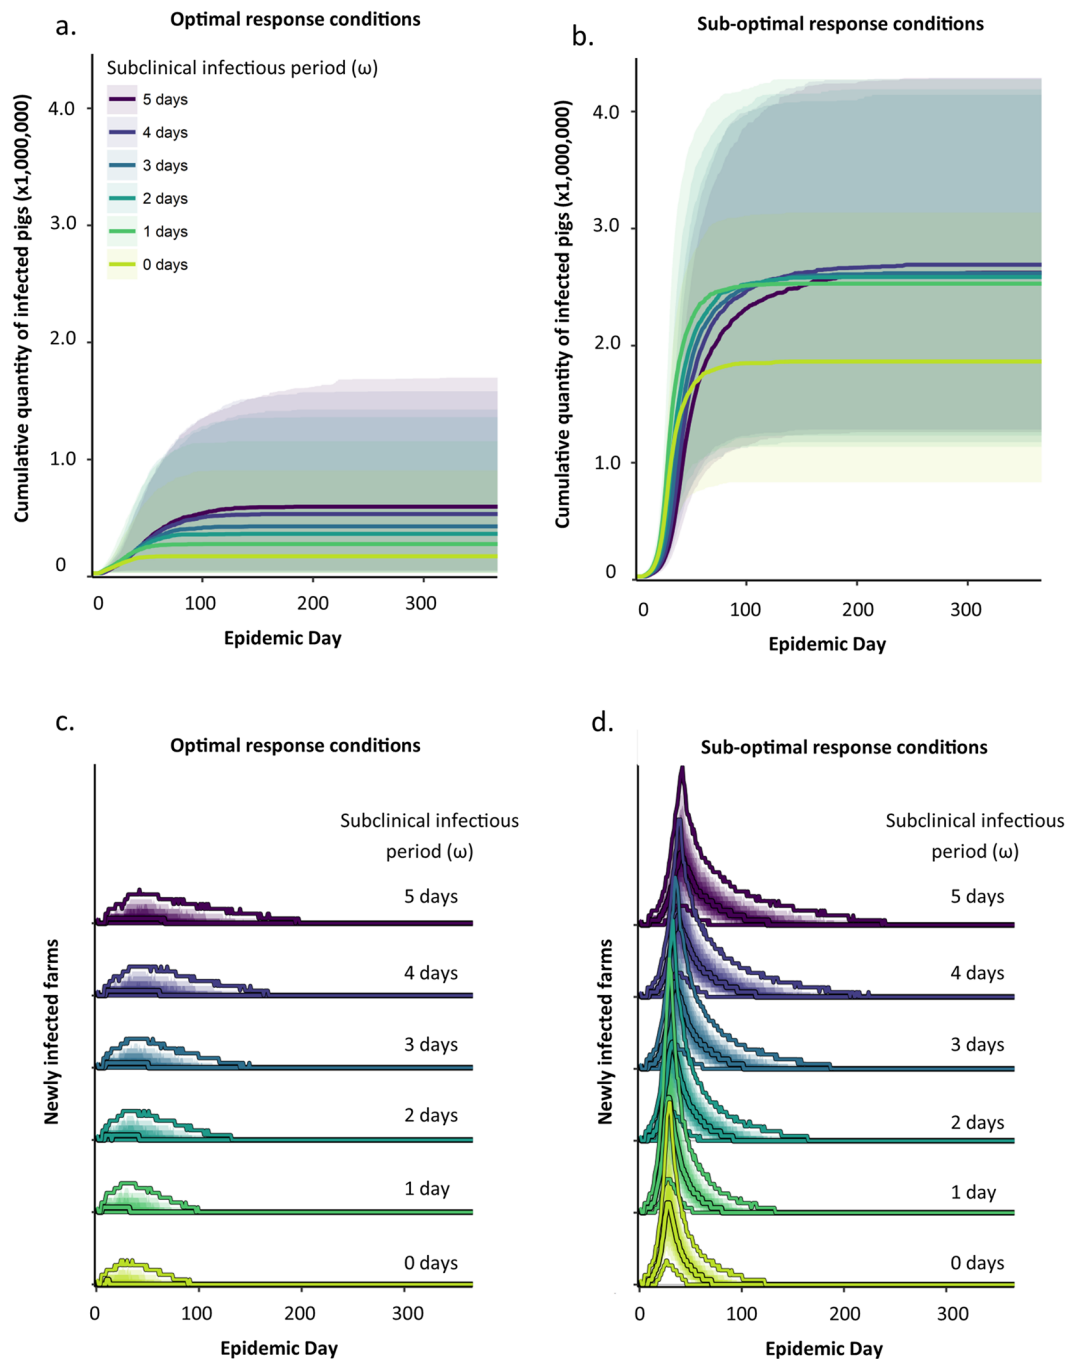 a.
Optimal response conditions
Subclinical infectious period (ω)
5 days
4 days
3 days
2 days
1 days
0 days
Cumulative quantity of infected pigs (x1,000,000)
4.0
3.0
2.0
1.0
0
0 100 200 300
Epidemic Day
b.
Sub-optimal response conditions
Cumulative quantity of infected pigs (x1,000,000)
4.0
3.0
2.0
1.0
0
0 100 200 300
Epidemic Day
c.
Optimal response conditions
Subclinical infectious
period (ω)
5 days
4 days
3 days
2 days
1 day
0 days
Newly infected farms
0 100 200 300
Epidemic Day
d.
Sub-optimal response conditions
Subclinical infectious
period (ω)
5 days
4 days
3 days
2 days
1 day
0 days
Newly infected farms
0 100 200 300
Epidemic Day